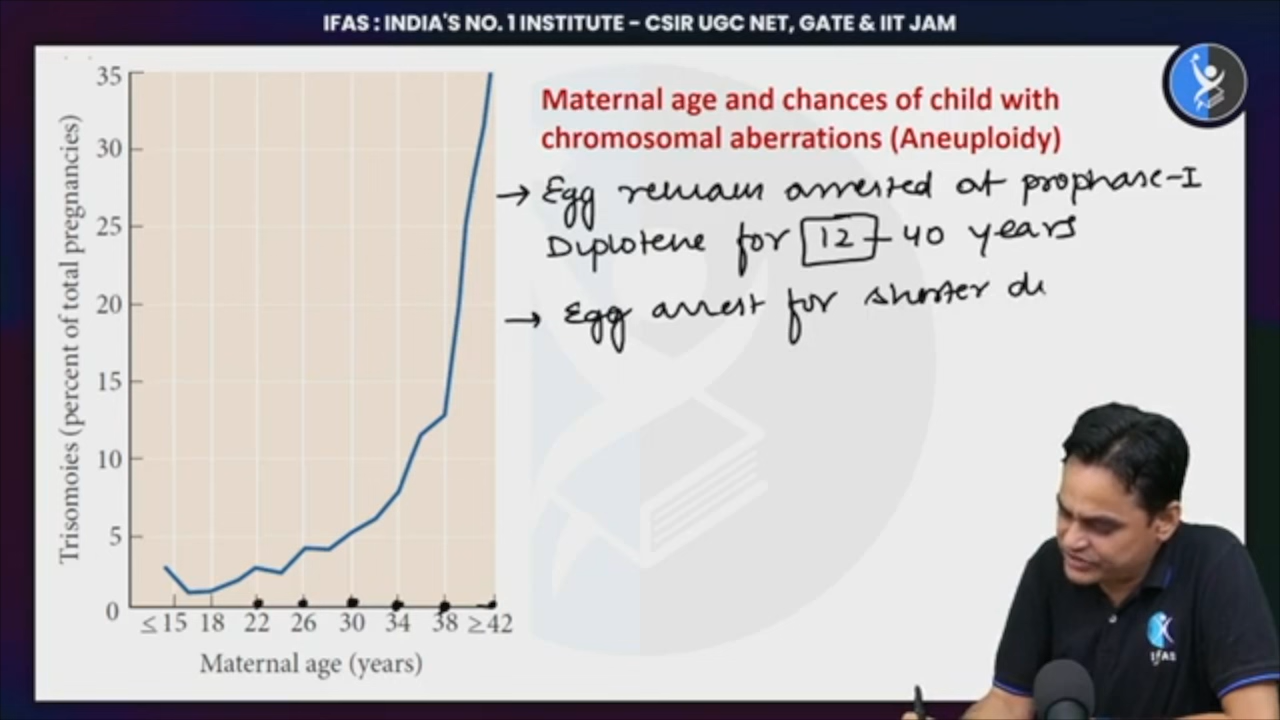 IFAS : INDIA'S NO. 1 INSTITUTE - CSIR UGC NET, GATE & IIT JAM
Maternal age and chances of child with
chromosomal aberrations (Aneuploidy)
→ Egg remain arrested at prophase-I
Diplotene for 12-40 years
→ Egg arrest for shorter du
Trisomoies (percent of total pregnancies)
35
30
25
20
15
10
5
0
≤15 18 22 26 30 34 38 ≥42
Maternal age (years)
IFAS